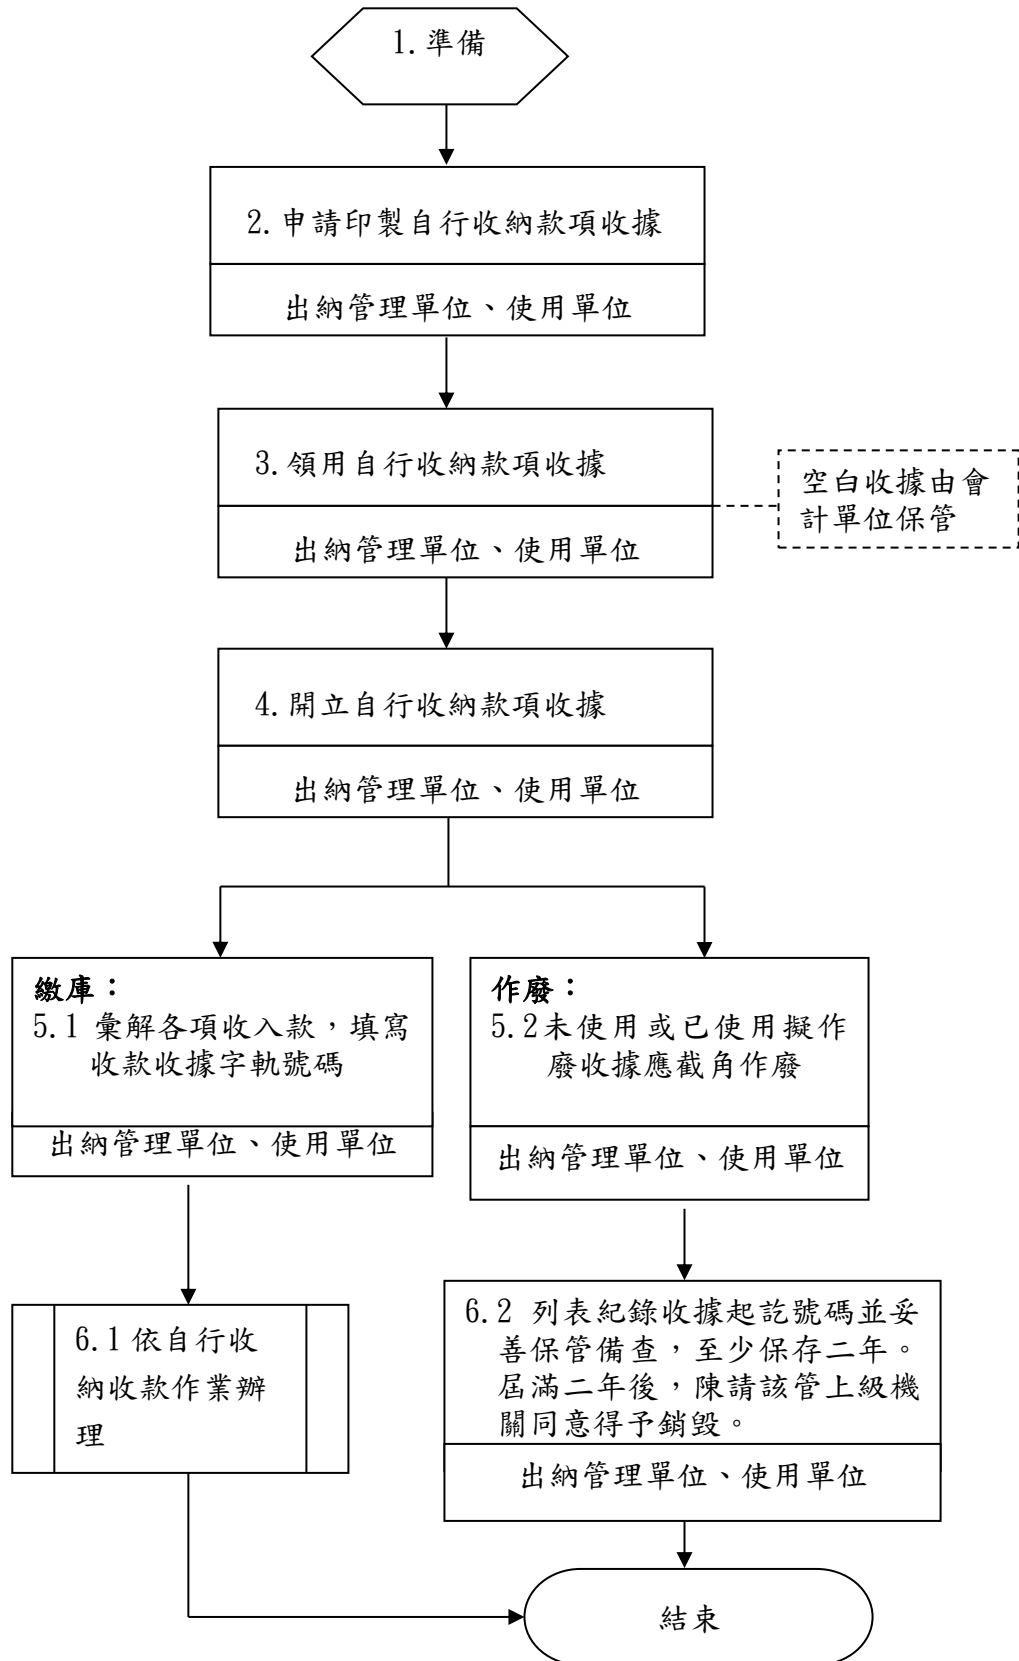 1.準備
2.申請印製自行收納款項收據
出納管理單位、使用單位
3.領用自行收納款項收據
出納管理單位、使用單位
空白收據由會
計單位保管
4.開立自行收納款項收據
出納管理單位、使用單位
繳庫：
5.1 彙解各項收入款，填寫
收款收據字軌號碼
出納管理單位、使用單位
作廢：
5.2未使用或已使用擬作
廢收據應截角作廢
出納管理單位、使用單位
6.1 依自行收
納收款作業辦
理
6.2 列表紀錄收據起訖號碼並妥
善保管備查，至少保存二年。
屆滿二年後，陳請該管上級機
關同意得予銷毀。
出納管理單位、使用單位
結束